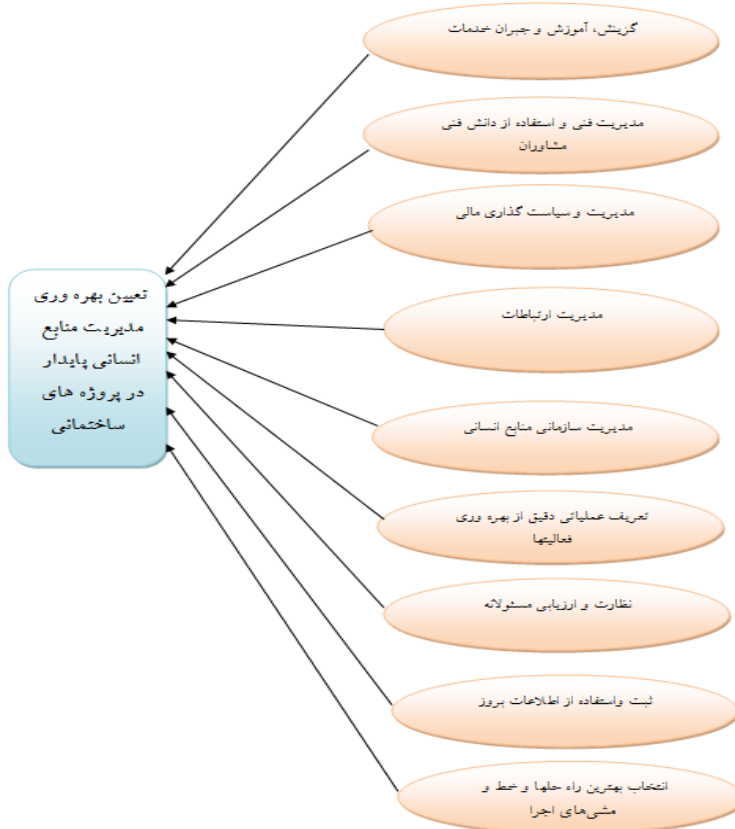 گزینش، آموزش و جبران خدمات
مدیریت فنی و استفاده از دانش فنی
مشاوران
مدیریت و سیاست گذاری مالی
تعیین بهره وری
مدیریت منابع
انسانی پایدار
در پروژه های
ساختمانی
مدیریت ارتباطات
مدیریت سازمانی منابع انسانی
تعریف عملیاتی دقیق از بهره وری
فعالیتها
نظارت و ارزیابی مسئولانه
ثبت واستفاده از اطلاعات بروز
انتخاب بهترین راه حلها و خط و
مشی‌های اجرا